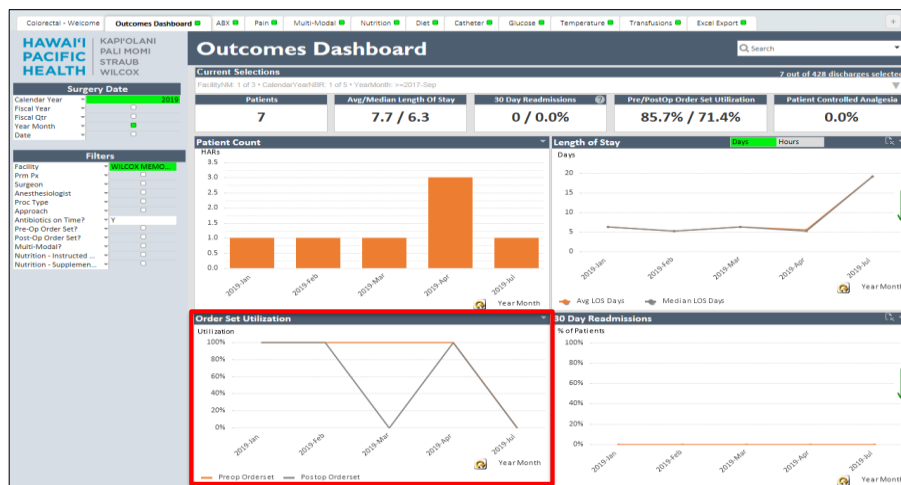 Colorectal - Welcome Outcomes Dashboard ABX Pain Multi-Modal Nutrition Diet Catheter Glucose Temperature Transfusions Excel Export +
HAWAI'I PACIFIC HEALTH
KAPI'OLANI
PALI MOMI
STRAUB
WILCOX
Outcomes Dashboard
Search
Surgery Date
Calendar Year 2019
Fiscal Year
Fiscal Qtr
Year Month
Date
Filters
Facility WILCOX MEMO...
Prm Px
Surgeon
Anesthesiologist
Proc Type
Approach
Antibiotics on Time? Y
Pre-Op Order Set?
Post-Op Order Set?
Multi-Modal?
Nutrition - Instructed ...
Nutrition - Supplemen...
Current Selections 7 out of 428 discharges selected
FacilityNM: 1 of 3 • CalendarYearNBR: 1 of 5 • YearMonth: >=2017-Sep
Patients
7
Avg/Median Length Of Stay
7.7 / 6.3
30 Day Readmissions ?
0 / 0.0%
Pre/PostOp Order Set Utilization
85.7% / 71.4%
Patient Controlled Analgesia
0.0%
Patient Count
HARs
3.5
3.0
2.5
2.0
1.5
1.0
0.5
0.0
2019-Jan 2019-Feb 2019-Mar 2019-Apr 2019-Jul
Year Month
Length of Stay Days Hours
Days
20
15
10
5
0
2019-Jan 2019-Feb 2019-Mar 2019-Apr 2019-Jul
Year Month
Avg LOS Days Median LOS Days
Order Set Utilization
Utilization
100%
80%
60%
40%
20%
0%
2019-Jan 2019-Feb 2019-Mar 2019-Apr 2019-Jul
Year Month
Preop Orderset Postop Orderset
30 Day Readmissions
% of Patients
100%
80%
60%
40%
20%
0%
2019-Jan 2019-Feb 2019-Mar 2019-Apr 2019-Jul
Year Month